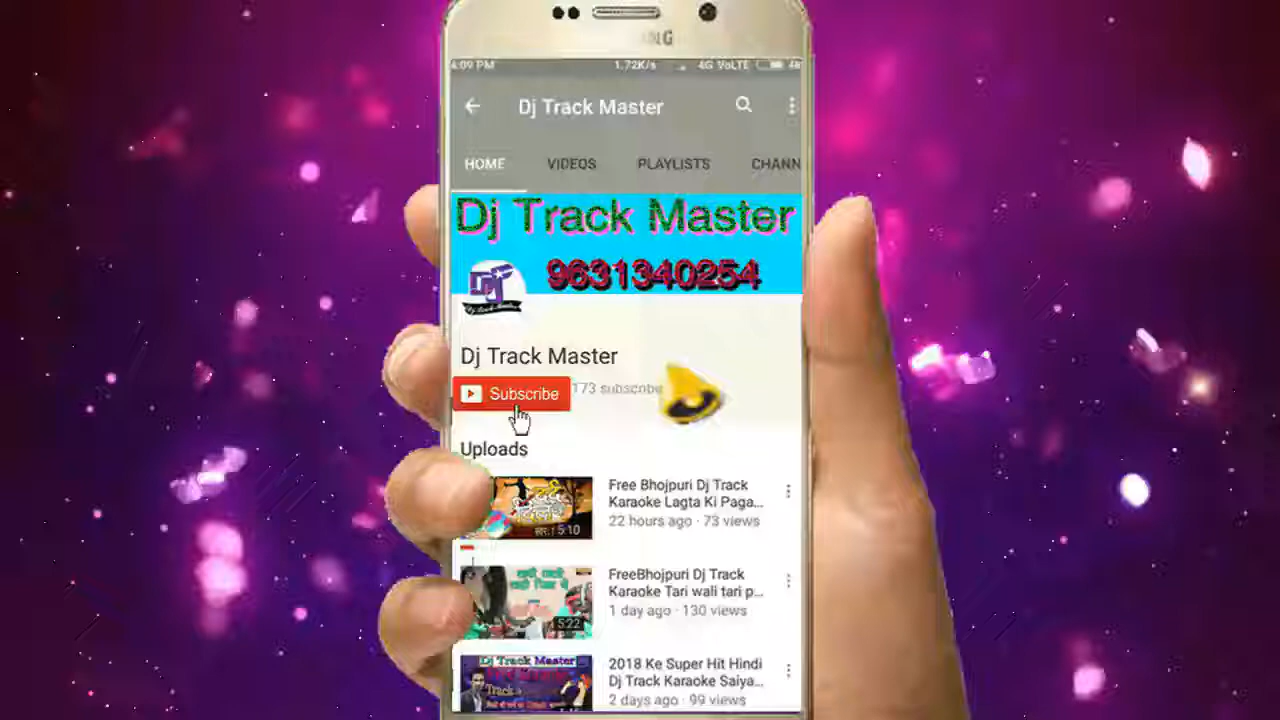 4:09 PM 1.72K/s 4G VoLTE
Dj Track Master
HOME VIDEOS PLAYLISTS CHANN
Dj Track Master
9631340254
Dj Track Master
Subscribe 173 subscribe
Uploads
5:10
Free Bhojpuri Dj Track
Karaoke Lagta Ki Paga...
22 hours ago · 73 views
5:22
FreeBhojpuri Dj Track
Karaoke Tari wali tari p...
1 day ago · 130 views
Dj Track Master
2018 Ke Super Hit Hindi
Dj Track Karaoke Saiya...
2 days ago · 99 views